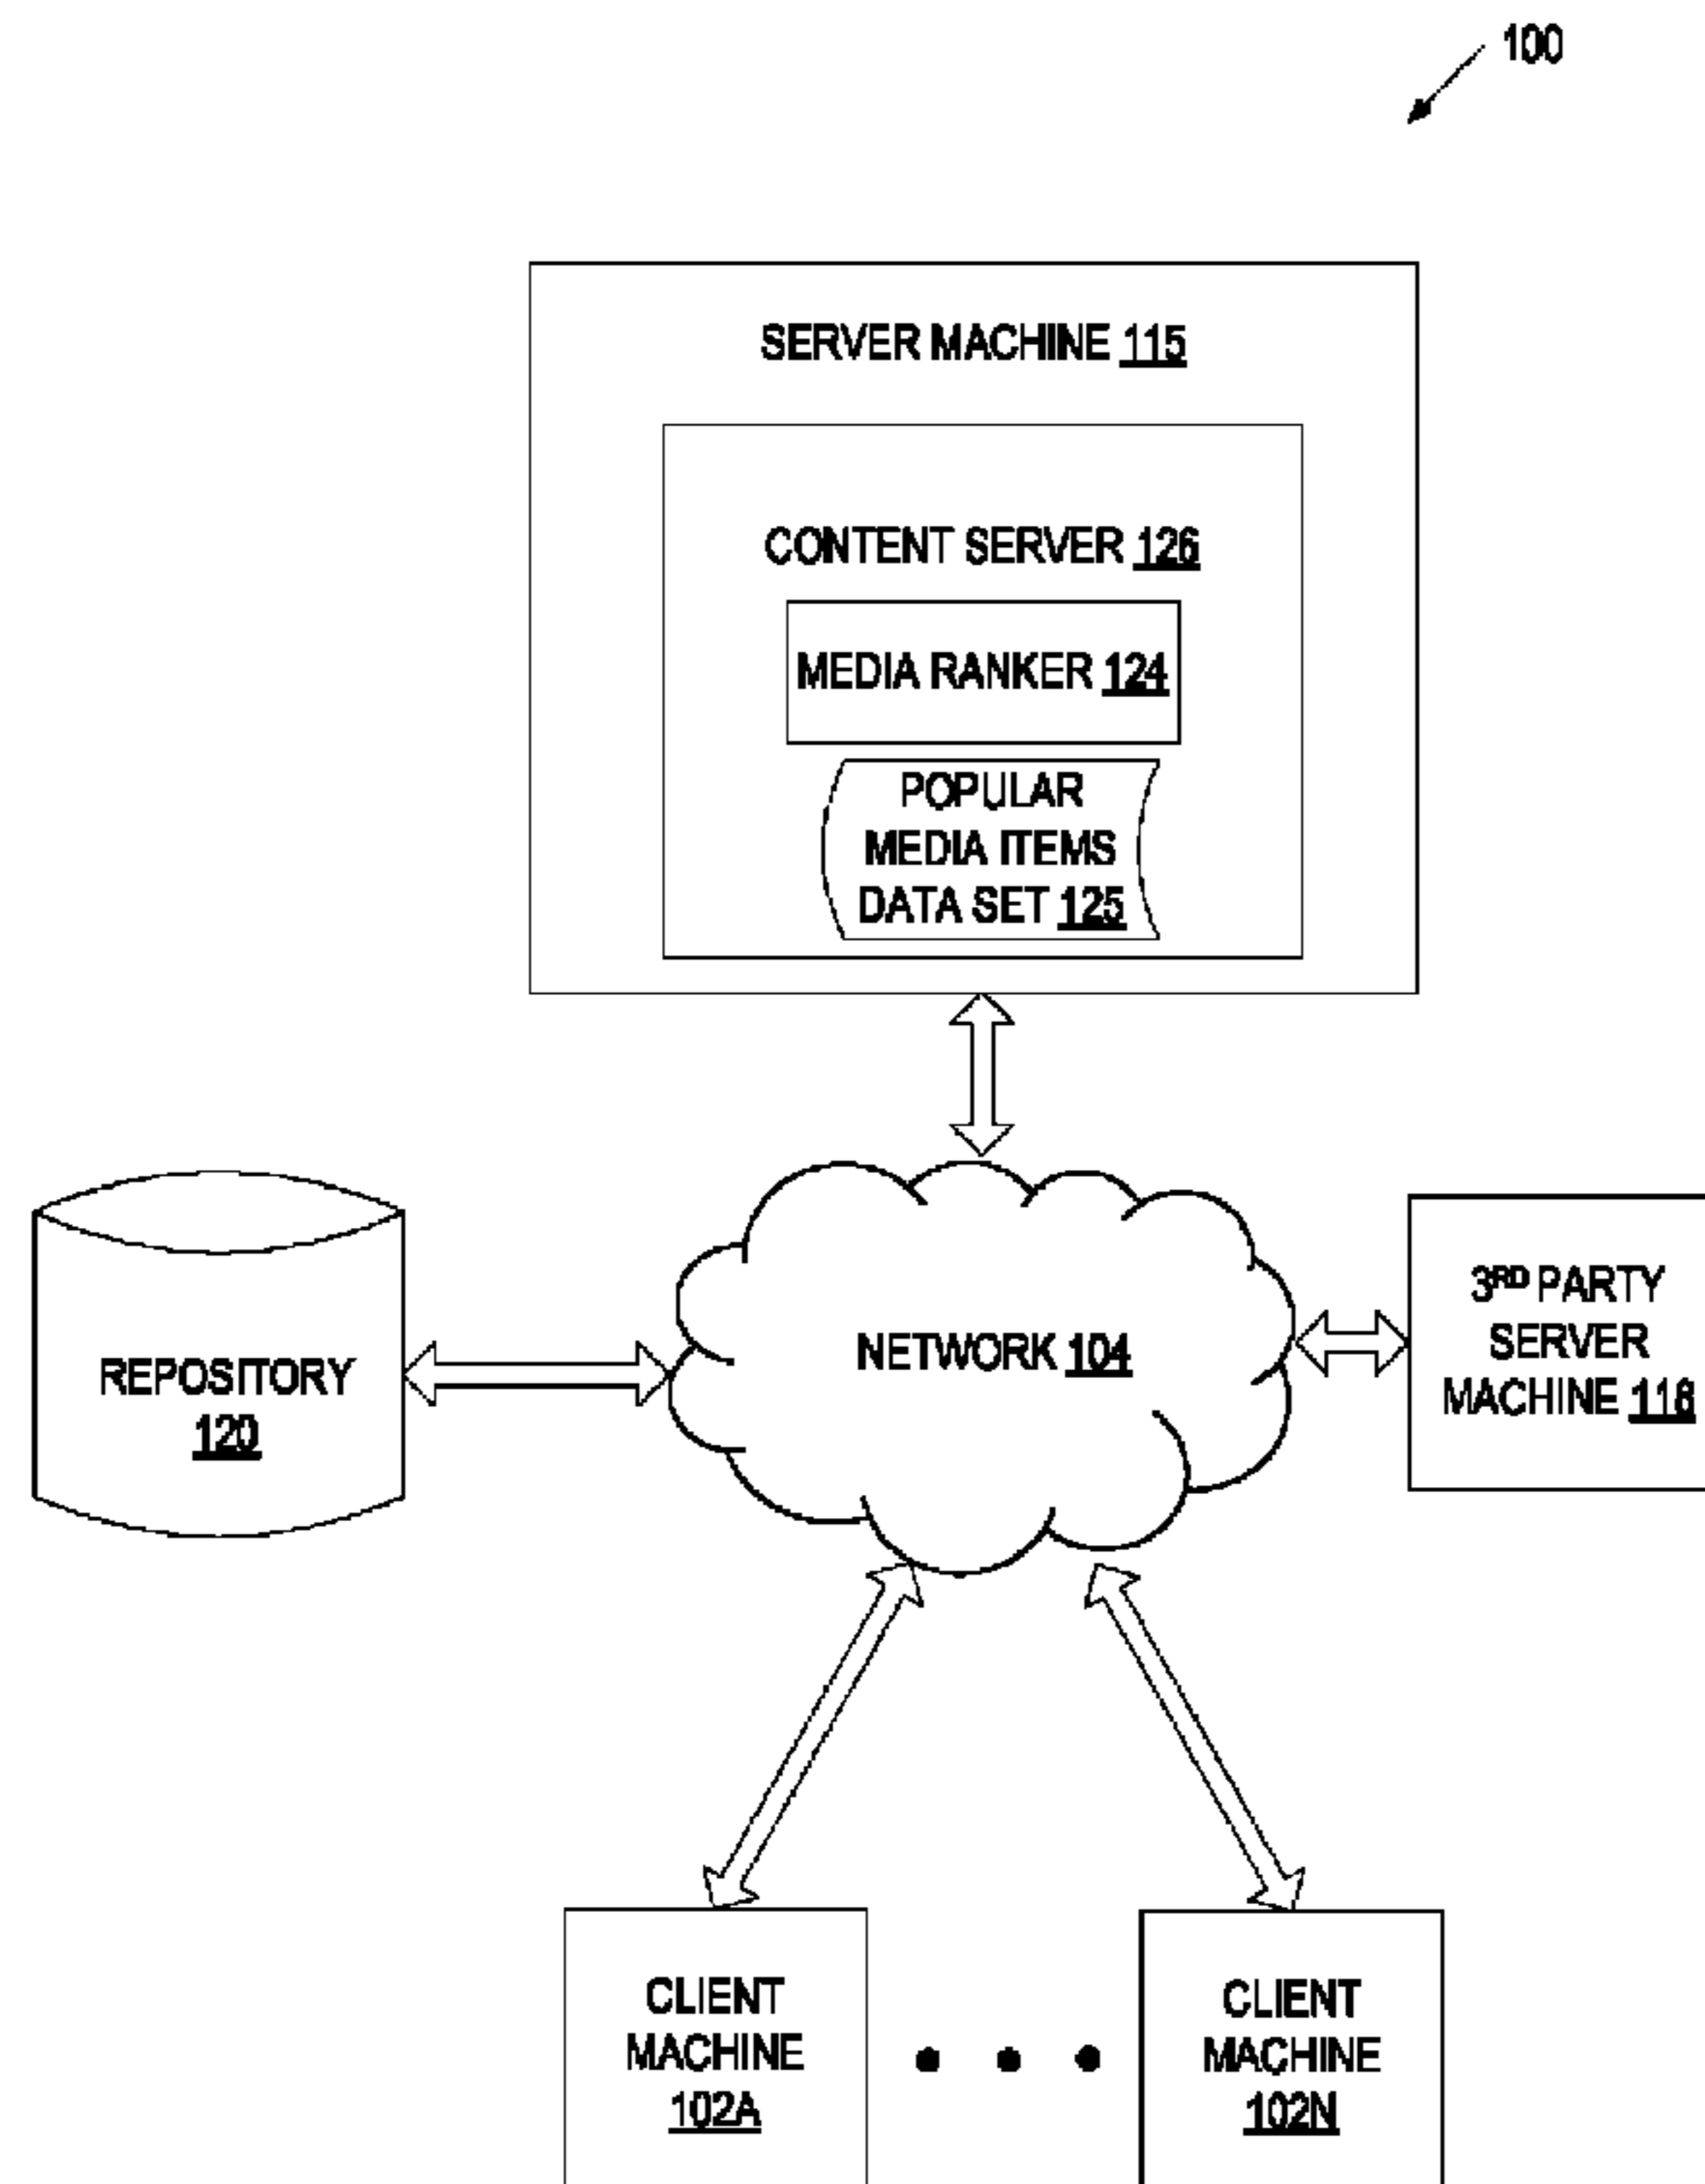 100
SERVER MACHINE 115
CONTENT SERVER 126
MEDIA RANKER 124
POPULAR
MEDIA ITEMS
DATA SET 125
REPOSITORY
120
NETWORK 104
3RD PARTY
SERVER
MACHINE 118
CLIENT
MACHINE
102A
CLIENT
MACHINE
102N